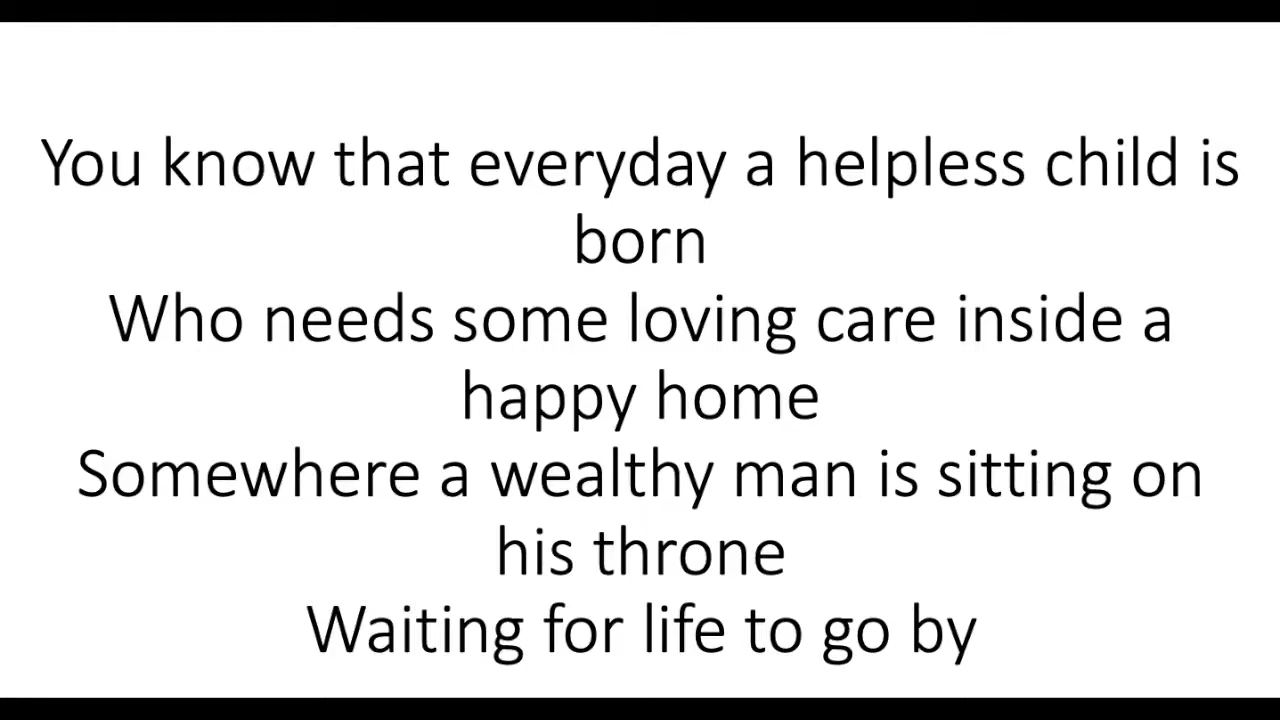 You know that everyday a helpless child is
born
Who needs some loving care inside a
happy home
Somewhere a wealthy man is sitting on
his throne
Waiting for life to go by